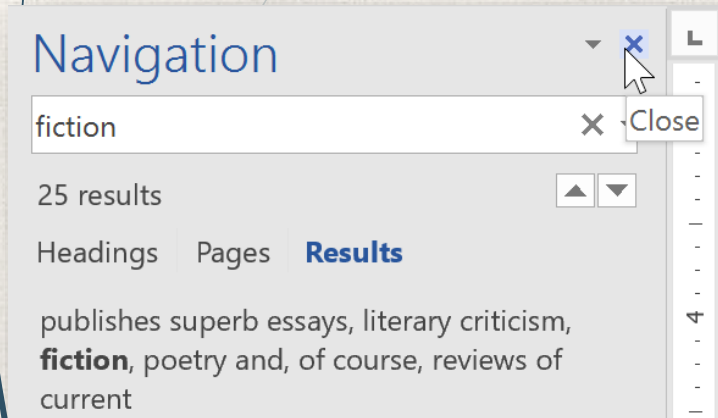 Navigation
fiction
Close
25 results
Headings Pages Results
publishes superb essays, literary criticism,
fiction, poetry and, of course, reviews of
current
4